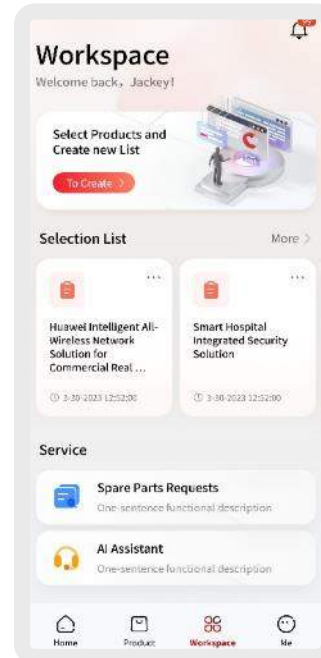 Workspace
Welcome back，Jackey!
Select Products and
Create new List
To Create >
Selection List
More >
Huawei Intelligent All-
Wireless Network
Solution for
Commercial Real ...
3-30-2023 12:52:00
Smart Hospital
Integrated Security
Solution
3-30-2023 12:52:00
Service
Spare Parts Requests
One-sentence functional description
AI Assistant
One-sentence functional description
Home
Product
Workspace
Me